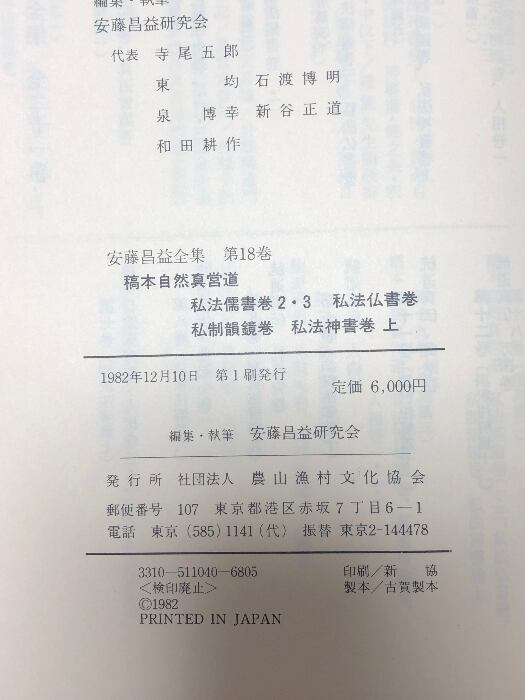 編集・執筆
安藤昌益研究会
代表 寺尾五郎
東 均 石渡博明
泉 博幸 新谷正道
和田耕作
安藤昌益全集 第18巻
稿本自然真営道
私法儒書巻2・3 私法仏書巻
私制韻鏡巻 私法神書巻 上
1982年12月10日 第1刷発行
定価 6,000円
編集・執筆 安藤昌益研究会
発行所 社団法人 農山漁村文化協会
郵便番号 107 東京都港区赤坂7丁目6―1
電話 東京(585)1141(代) 振替 東京2-144478
3310―511040―6805 印刷/新 協
<検印廃止> 製本/古賀製本
©1982
PRINTED IN JAPAN